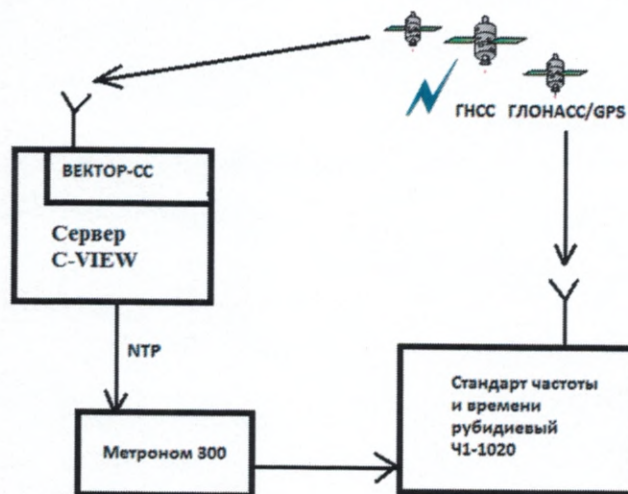 ГНСС ГЛОНАСС/GPS
ВЕКТОР-СС
Сервер
C-VIEW
NTP
Метроном 300
Стандарт частоты
и времени
рубидиевый
Ч1-1020